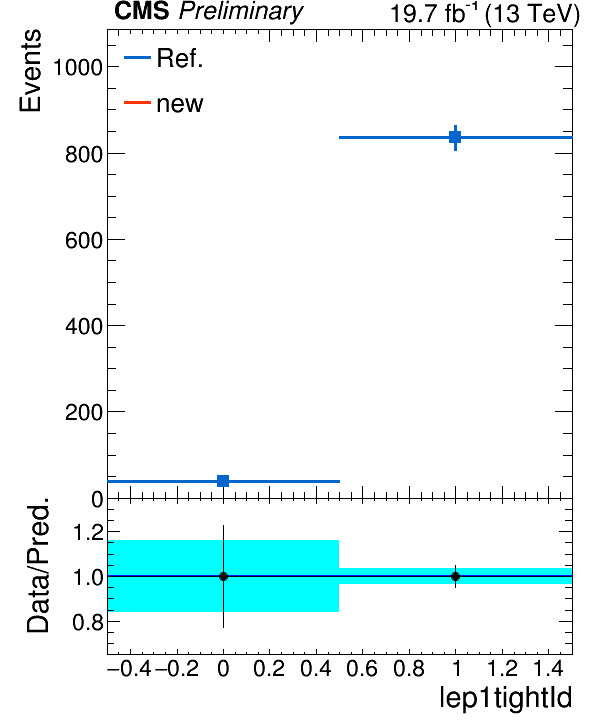 CMS Preliminary 19.7 fb⁻¹ (13 TeV)
Events
Ref.
new
1000
800
600
400
200
0
Data/Pred.
1.2
1.0
0.8
−0.4 −0.2 0 0.2 0.4 0.6 0.8 1 1.2 1.4
lep1tightId